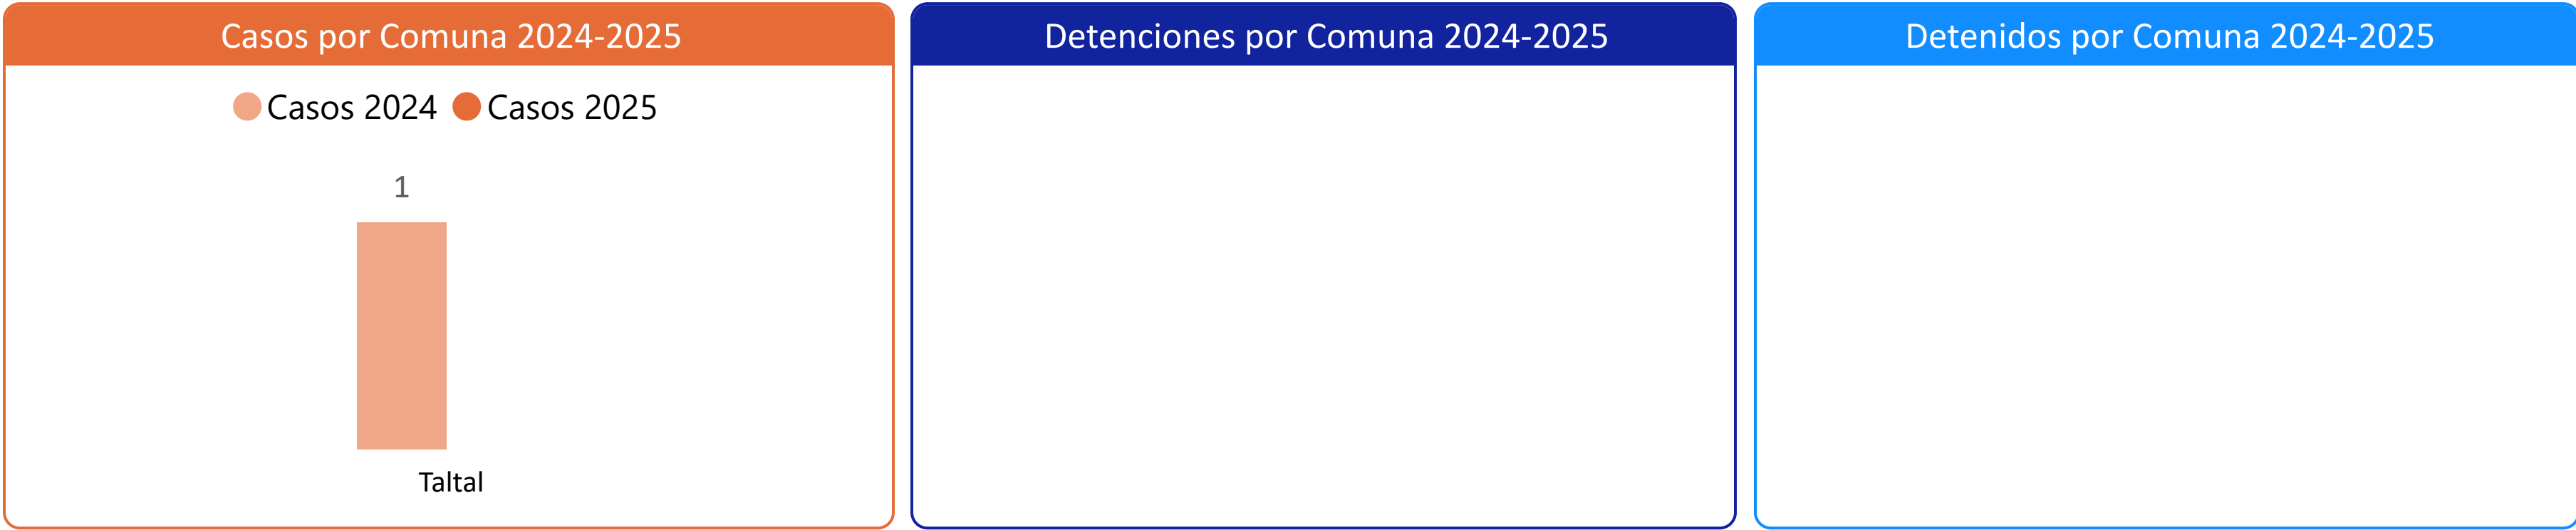 Casos por Comuna 2024-2025
Casos 2024 Casos 2025
1
Taltal
Detenciones por Comuna 2024-2025
Detenidos por Comuna 2024-2025